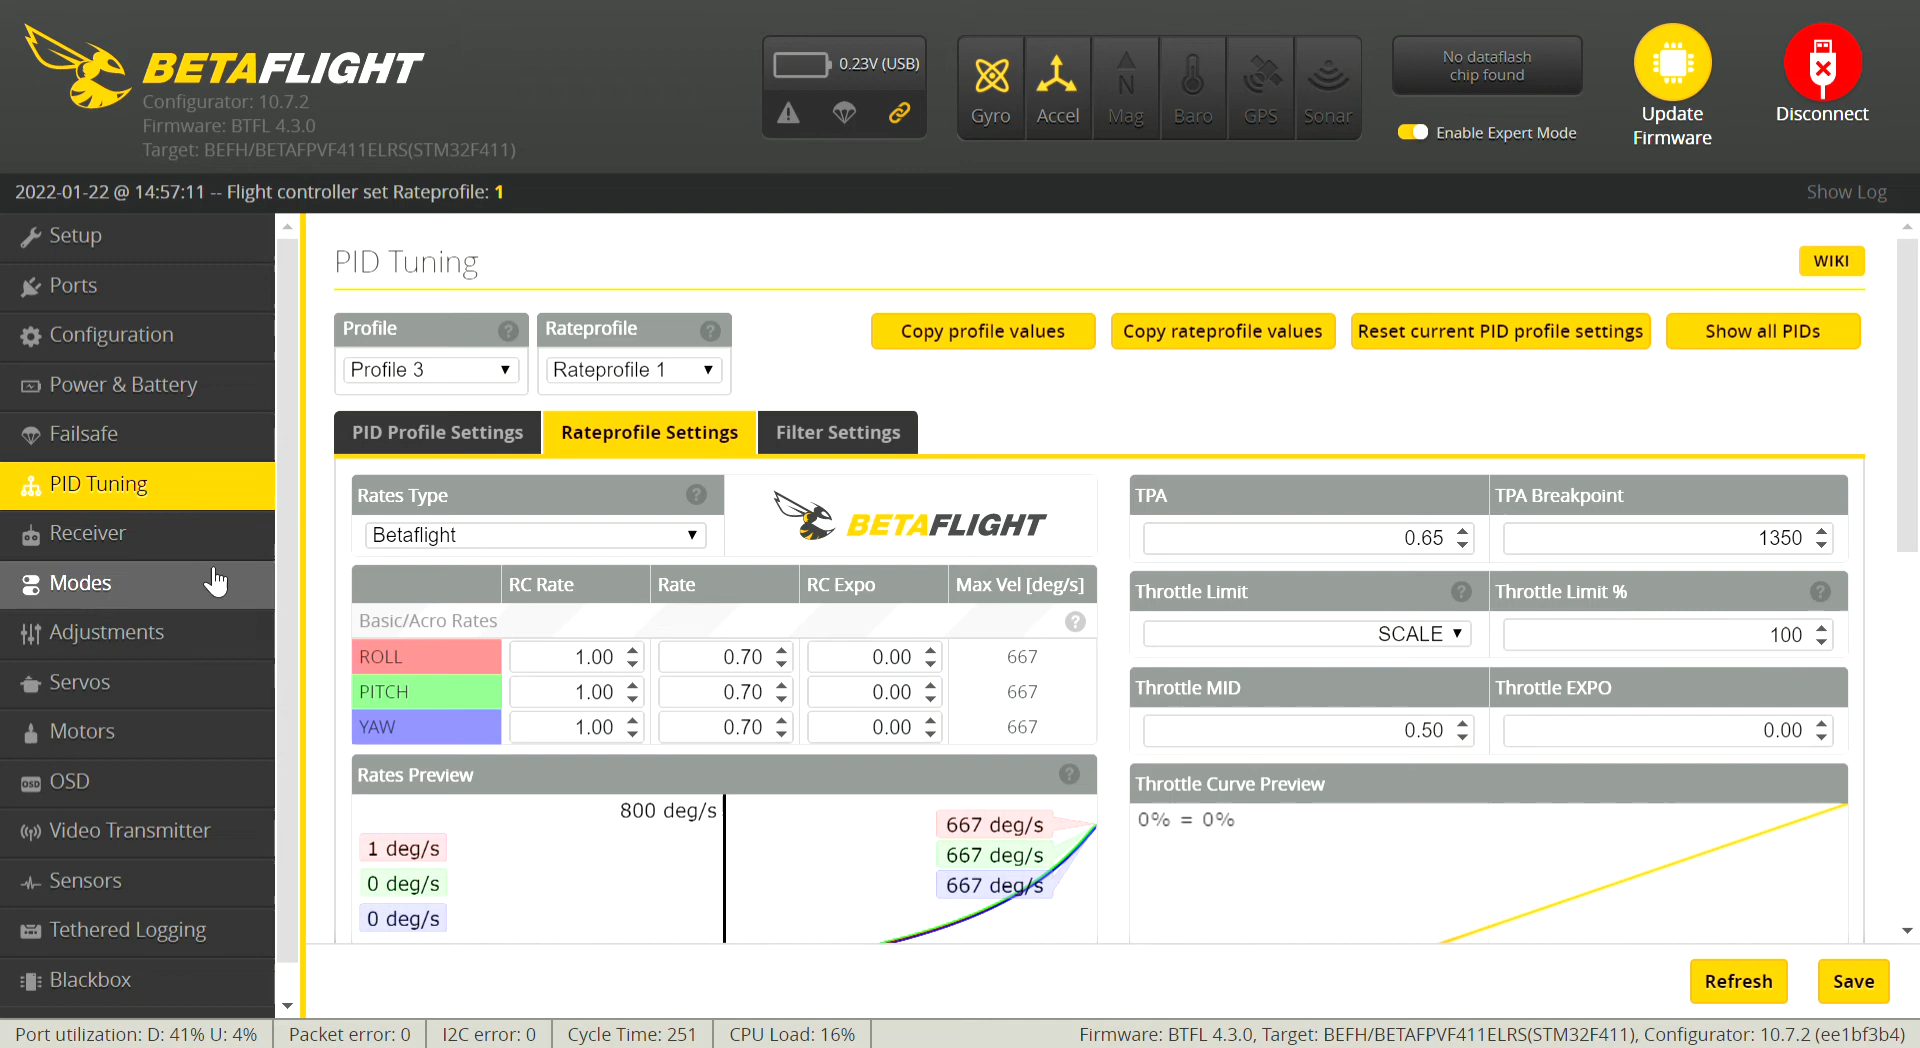 BETAFLIGHT
Configurator: 10.7.2
Firmware: BTFL 4.3.0
Target: BEFH/BETAFPVF411ELRS(STM32F411)
0.23V (USB)
Gyro
Accel
Mag
Baro
GPS
Sonar
No dataflash
chip found
Enable Expert Mode
Update
Firmware
Disconnect
2022-01-22 @ 14:57:11 -- Flight controller set Rateprofile: 1
Show Log
Setup
Ports
Configuration
Power & Battery
Failsafe
PID Tuning
Receiver
Modes
Adjustments
Servos
Motors
OSD
OSD
Video Transmitter
Sensors
Tethered Logging
Blackbox
PID Tuning
WIKI
Profile
Profile 3
Rateprofile
Rateprofile 1
Copy profile values
Copy rateprofile values
Reset current PID profile settings
Show all PIDs
PID Profile Settings
Rateprofile Settings
Filter Settings
Rates Type
Betaflight
BETAFLIGHT
RC Rate Rate RC Expo Max Vel [deg/s]
Basic/Acro Rates
ROLL 1.00 0.70 0.00 667
PITCH 1.00 0.70 0.00 667
YAW 1.00 0.70 0.00 667
Rates Preview
800 deg/s
1 deg/s
0 deg/s
0 deg/s
667 deg/s
667 deg/s
667 deg/s
TPA
0.65
TPA Breakpoint
1350
Throttle Limit
SCALE
Throttle Limit %
100
Throttle MID
0.50
Throttle EXPO
0.00
Throttle Curve Preview
0% = 0%
Refresh
Save
Port utilization: D: 41% U: 4%
Packet error: 0
I2C error: 0
Cycle Time: 251
CPU Load: 16%
Firmware: BTFL 4.3.0, Target: BEFH/BETAFPVF411ELRS(STM32F411), Configurator: 10.7.2 (ee1bf3b4)